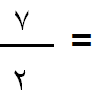 ٧
٢
=